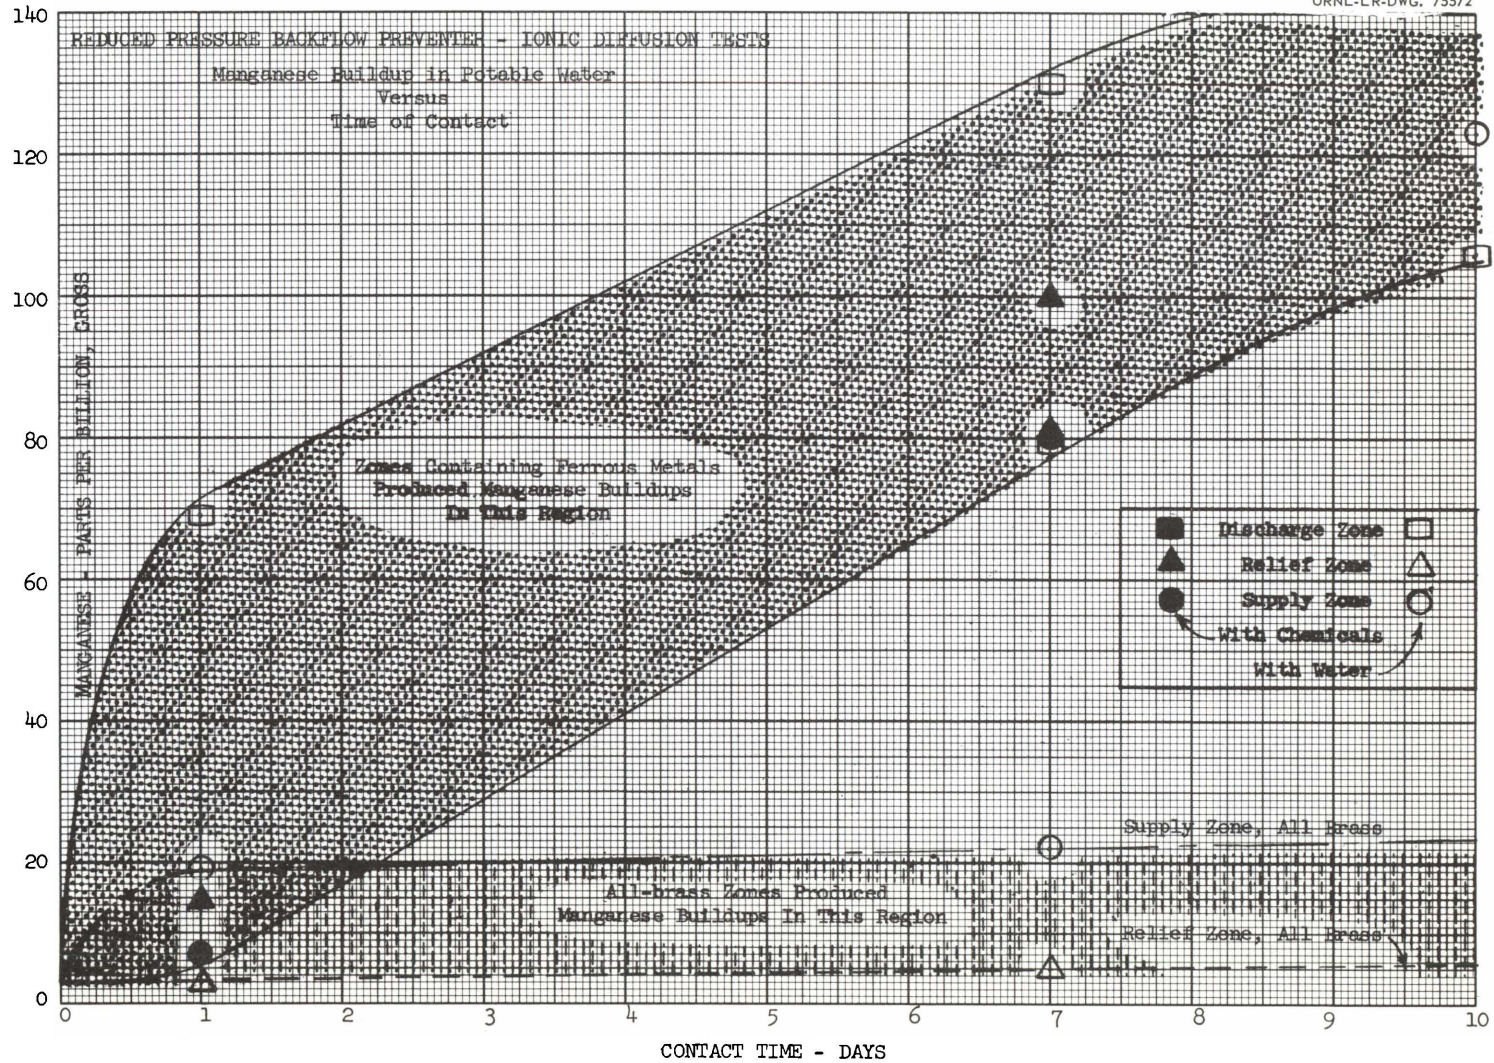 ORNL-LR-DWG. 75572
REDUCED PRESSURE BACKFLOW PREVENTER - IONIC DIFFUSION TESTS
Manganese Buildup in Potable Water
Versus
Time of Contact
140
120
100
80
60
40
20
0
MANGANESE - PARTS PER BILLION, GROSS
Zones Containing Ferrous Metals
Produced Manganese Buildups
In This Region
Discharge Zone
Relief Zone
Supply Zone
With Chemicals
With Water
Supply Zone, All Brass
All-brass Zones Produced
Manganese Buildups In This Region
Relief Zone, All Brass
0 1 2 3 4 5 6 7 8 9 10
CONTACT TIME - DAYS